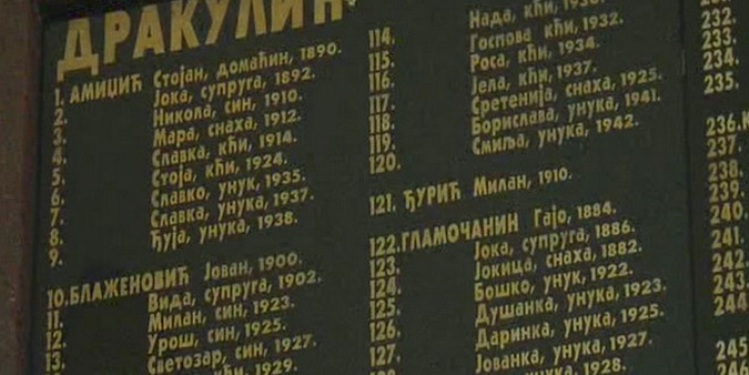 ДРАКУЛИЋ
1. АМИЏИЋ Стојан, домаћин, 1890.
2. Јока, супруга, 1892.
3. Никола, син, 1910.
4. Мара, снаха, 1912.
5. Славка, кћи, 1914.
6. Стоја, кћи, 1924.
7. Славко, унук, 1935.
8. Славка, унука, 1937.
9. Ђуја, унука, 1938.
10. БЛАЖЕНОВИЋ Јован, 1900.
11. Вида, супруга, 1902.
12. Милан, син, 1923.
13. Урош, син, 1925.
Светозар, син, 1927.
кћи, 1929.
Нада, кћи,
114. Госпова кћи, 1932.
115. Роса, кћи, 1934.
116. Јела, кћи, 1937.
117. Сретенија, снаха, 1925.
118. Борислава, унука, 1941.
119. Смиља, унука, 1942.
120.
121. ЂУРИЋ Милан, 1910.
122. ГЛАМОЧАНИН Гајо, 1884.
123. Јока, супруга, 1886.
124. Јокица, снаха, 1882.
125. Бошко, унук, 1922.
126. Душанка, унука, 1923.
127. Даринка, унука, 1925.
Јованка, унука, 1927.
унука, 1928.
232.
233.
234.
235.
236.
237.
238.
239.
240.
241.
242.
243.
244
245
246